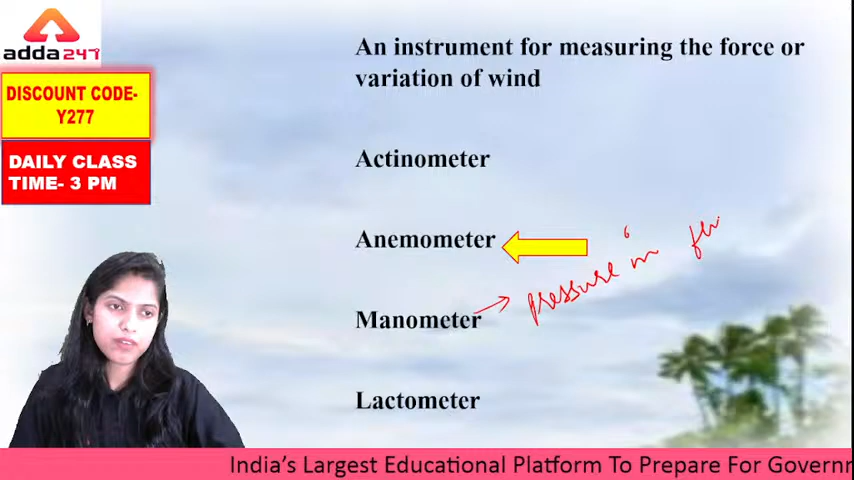 adda247
DISCOUNT CODE-
Y277
DAILY CLASS
TIME- 3 PM
An instrument for measuring the force or
variation of wind
Actinometer
Anemometer
Manometer
pressure in
Lactometer
India's Largest Educational Platform To Prepare For